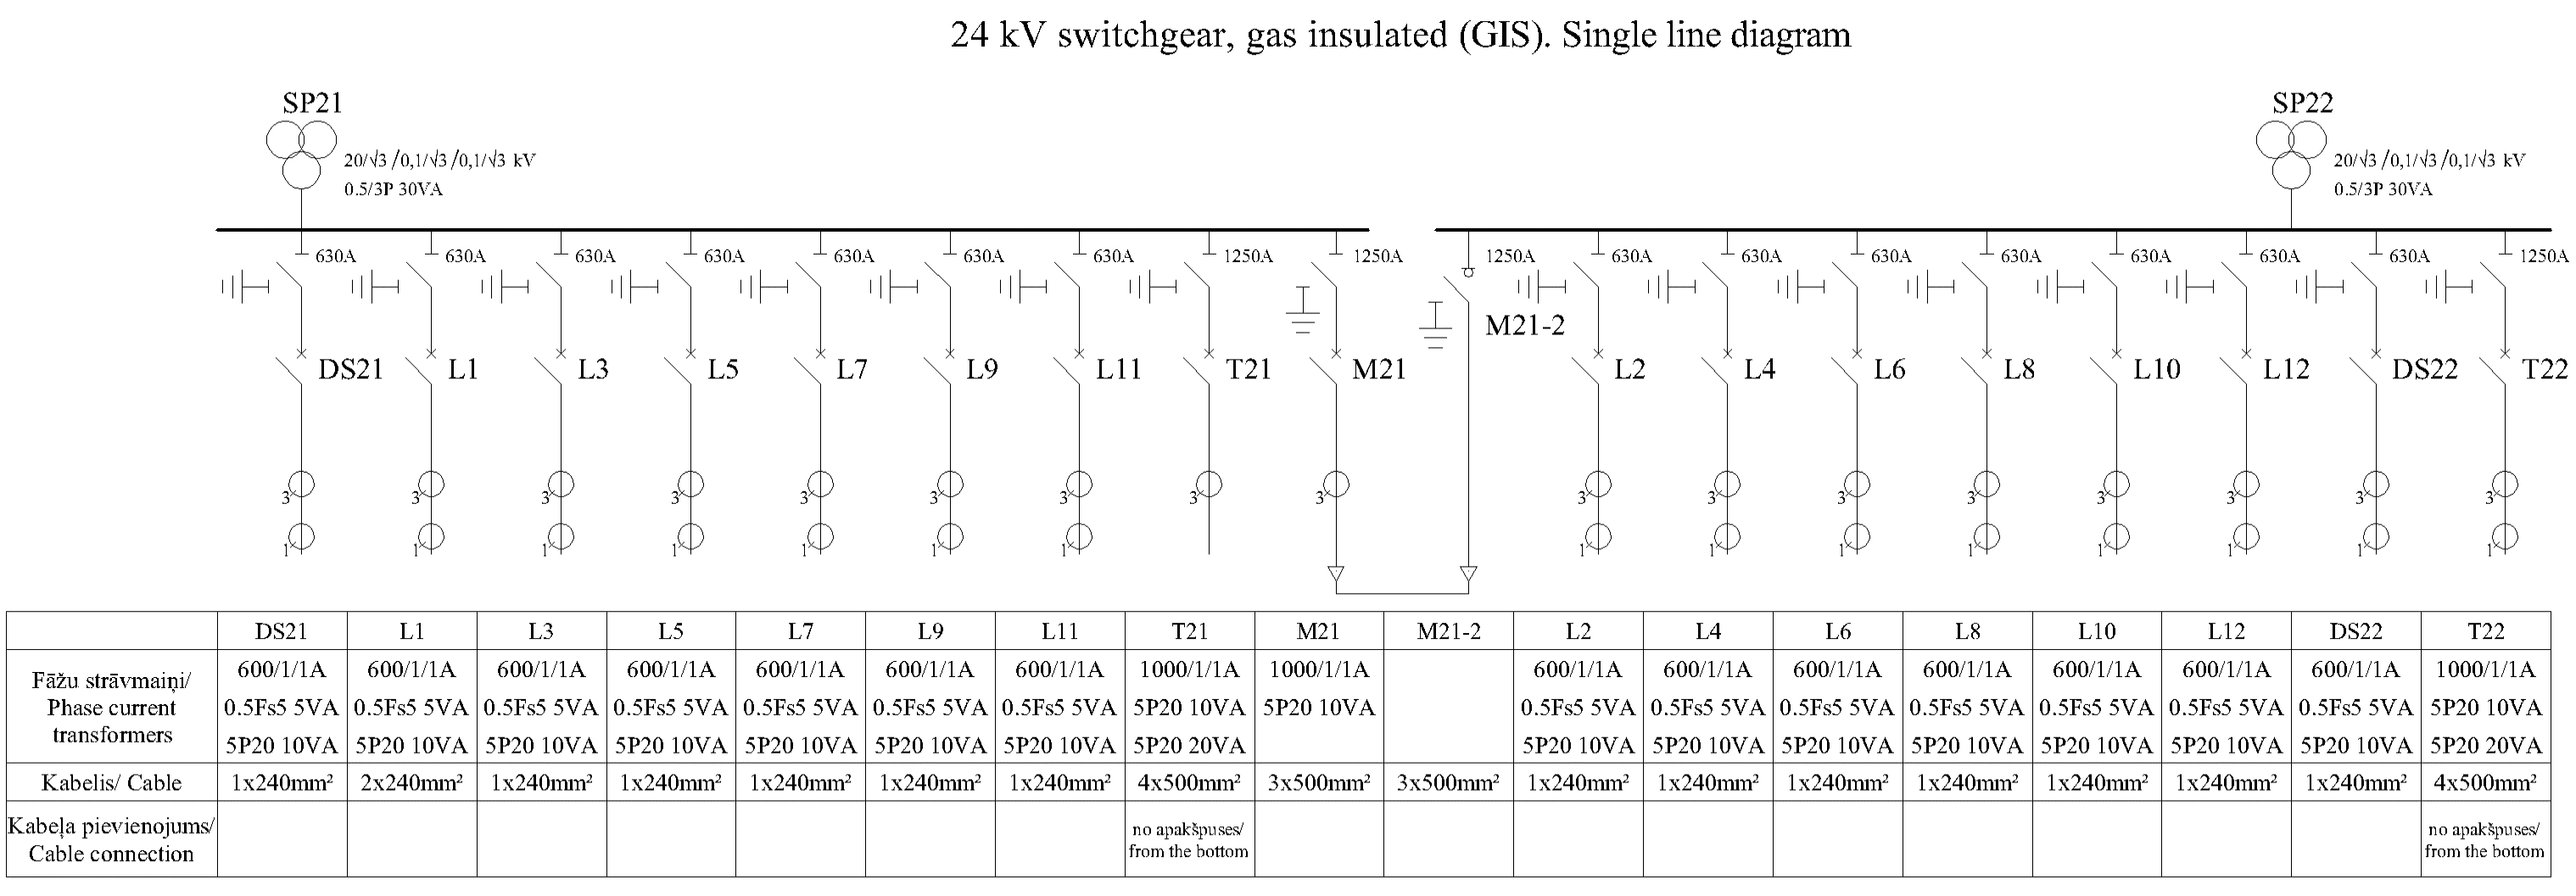 24 kV switchgear, gas insulated (GIS). Single line diagram
SP21
20/√3 /0,1/√3 /0,1/√3 kV
0.5/3P 30VA
SP22
20/√3 /0,1/√3 /0,1/√3 kV
0.5/3P 30VA
630A 630A 630A 630A 630A 630A 630A 1250A 1250A 1250A 630A 630A 630A 630A 630A 630A 630A 1250A
M21-2
DS21 L1 L3 L5 L7 L9 L11 T21 M21 L2 L4 L6 L8 L10 L12 DS22 T22
3 3 3 3 3 3 3 3 3 3 3 3 3 3 3 3 3
1 1 1 1 1 1 1 1 1 1 1 1 1 1 1
DS21 L1 L3 L5 L7 L9 L11 T21 M21 M21-2 L2 L4 L6 L8 L10 L12 DS22 T22
Fāžu strāvmaiņi/
Phase current
transformers
600/1/1A 600/1/1A 600/1/1A 600/1/1A 600/1/1A 600/1/1A 600/1/1A 1000/1/1A 1000/1/1A 600/1/1A 600/1/1A 600/1/1A 600/1/1A 600/1/1A 600/1/1A 600/1/1A 1000/1/1A
0.5Fs5 5VA 0.5Fs5 5VA 0.5Fs5 5VA 0.5Fs5 5VA 0.5Fs5 5VA 0.5Fs5 5VA 0.5Fs5 5VA 5P20 10VA 5P20 10VA 0.5Fs5 5VA 0.5Fs5 5VA 0.5Fs5 5VA 0.5Fs5 5VA 0.5Fs5 5VA 0.5Fs5 5VA 0.5Fs5 5VA 5P20 10VA
5P20 10VA 5P20 10VA 5P20 10VA 5P20 10VA 5P20 10VA 5P20 10VA 5P20 10VA 5P20 20VA 5P20 10VA 5P20 10VA 5P20 10VA 5P20 10VA 5P20 10VA 5P20 10VA 5P20 10VA 5P20 20VA
Kabelis/ Cable 1x240mm² 2x240mm² 1x240mm² 1x240mm² 1x240mm² 1x240mm² 1x240mm² 4x500mm² 3x500mm² 3x500mm² 1x240mm² 1x240mm² 1x240mm² 1x240mm² 1x240mm² 1x240mm² 1x240mm² 4x500mm²
Kabeļa pievienojums/
Cable connection
no apakšpuses/
from the bottom
no apakšpuses/
from the bottom